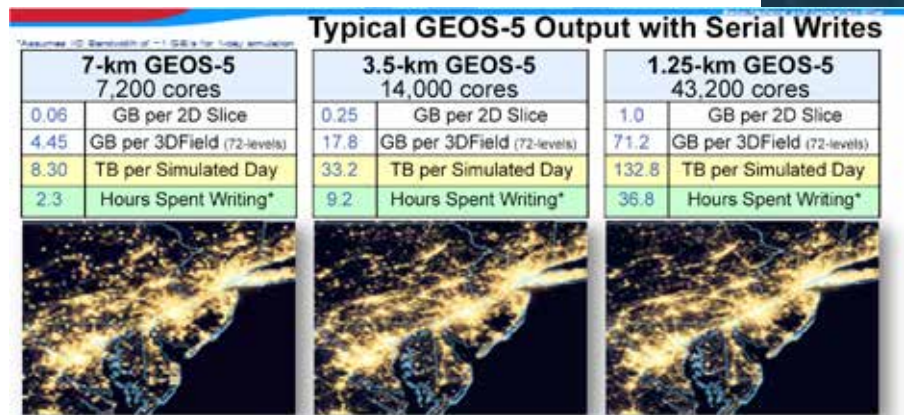 Typical GEOS-5 Output with Serial Writes
*Assumes I/O Bandwidth of ~1 GB/s for 1-day simulation
7-km GEOS-5
7,200 cores
0.06 GB per 2D Slice
4.45 GB per 3DField (72-levels)
8.30 TB per Simulated Day
2.3 Hours Spent Writing*
3.5-km GEOS-5
14,000 cores
0.25 GB per 2D Slice
17.8 GB per 3DField (72-levels)
33.2 TB per Simulated Day
9.2 Hours Spent Writing*
1.25-km GEOS-5
43,200 cores
1.0 GB per 2D Slice
71.2 GB per 3DField (72-levels)
132.8 TB per Simulated Day
36.8 Hours Spent Writing*